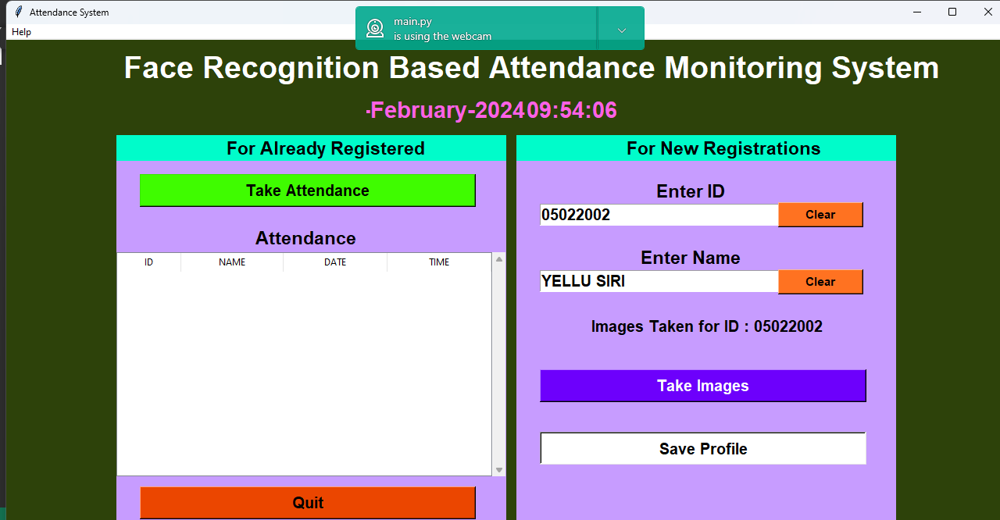 Attendance System
main.py
is using the webcam
Help
Face Recognition Based Attendance Monitoring System
-February-2024 09:54:06
For Already Registered
Take Attendance
Attendance
ID NAME DATE TIME
Quit
For New Registrations
Enter ID
05022002 Clear
Enter Name
YELLU SIRI Clear
Images Taken for ID : 05022002
Take Images
Save Profile